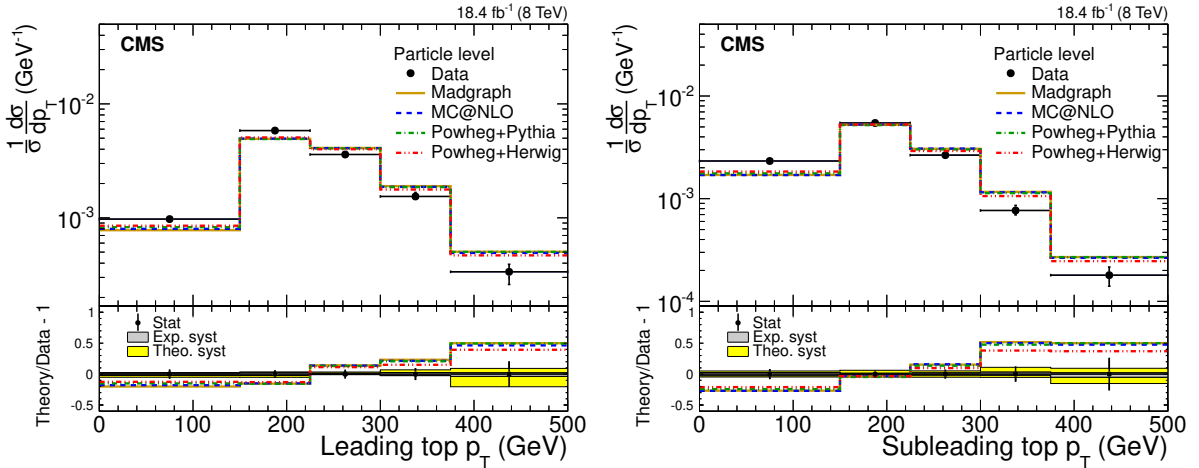 18.4 fb⁻¹ (8 TeV)
CMS
Particle level
Data
Madgraph
MC@NLO
Powheg+Pythia
Powheg+Herwig
1/σ dσ/dp_T (GeV⁻¹)
10⁻²
10⁻³
Stat
Exp. syst
Theo. syst
Theory/Data - 1
1
0.5
0
-0.5
0 100 200 300 400 500
Leading top p_T (GeV)
18.4 fb⁻¹ (8 TeV)
CMS
Particle level
Data
Madgraph
MC@NLO
Powheg+Pythia
Powheg+Herwig
1/σ dσ/dp_T (GeV⁻¹)
10⁻²
10⁻³
10⁻⁴
Stat
Exp. syst
Theo. syst
Theory/Data - 1
1
0.5
0
-0.5
0 100 200 300 400 500
Subleading top p_T (GeV)